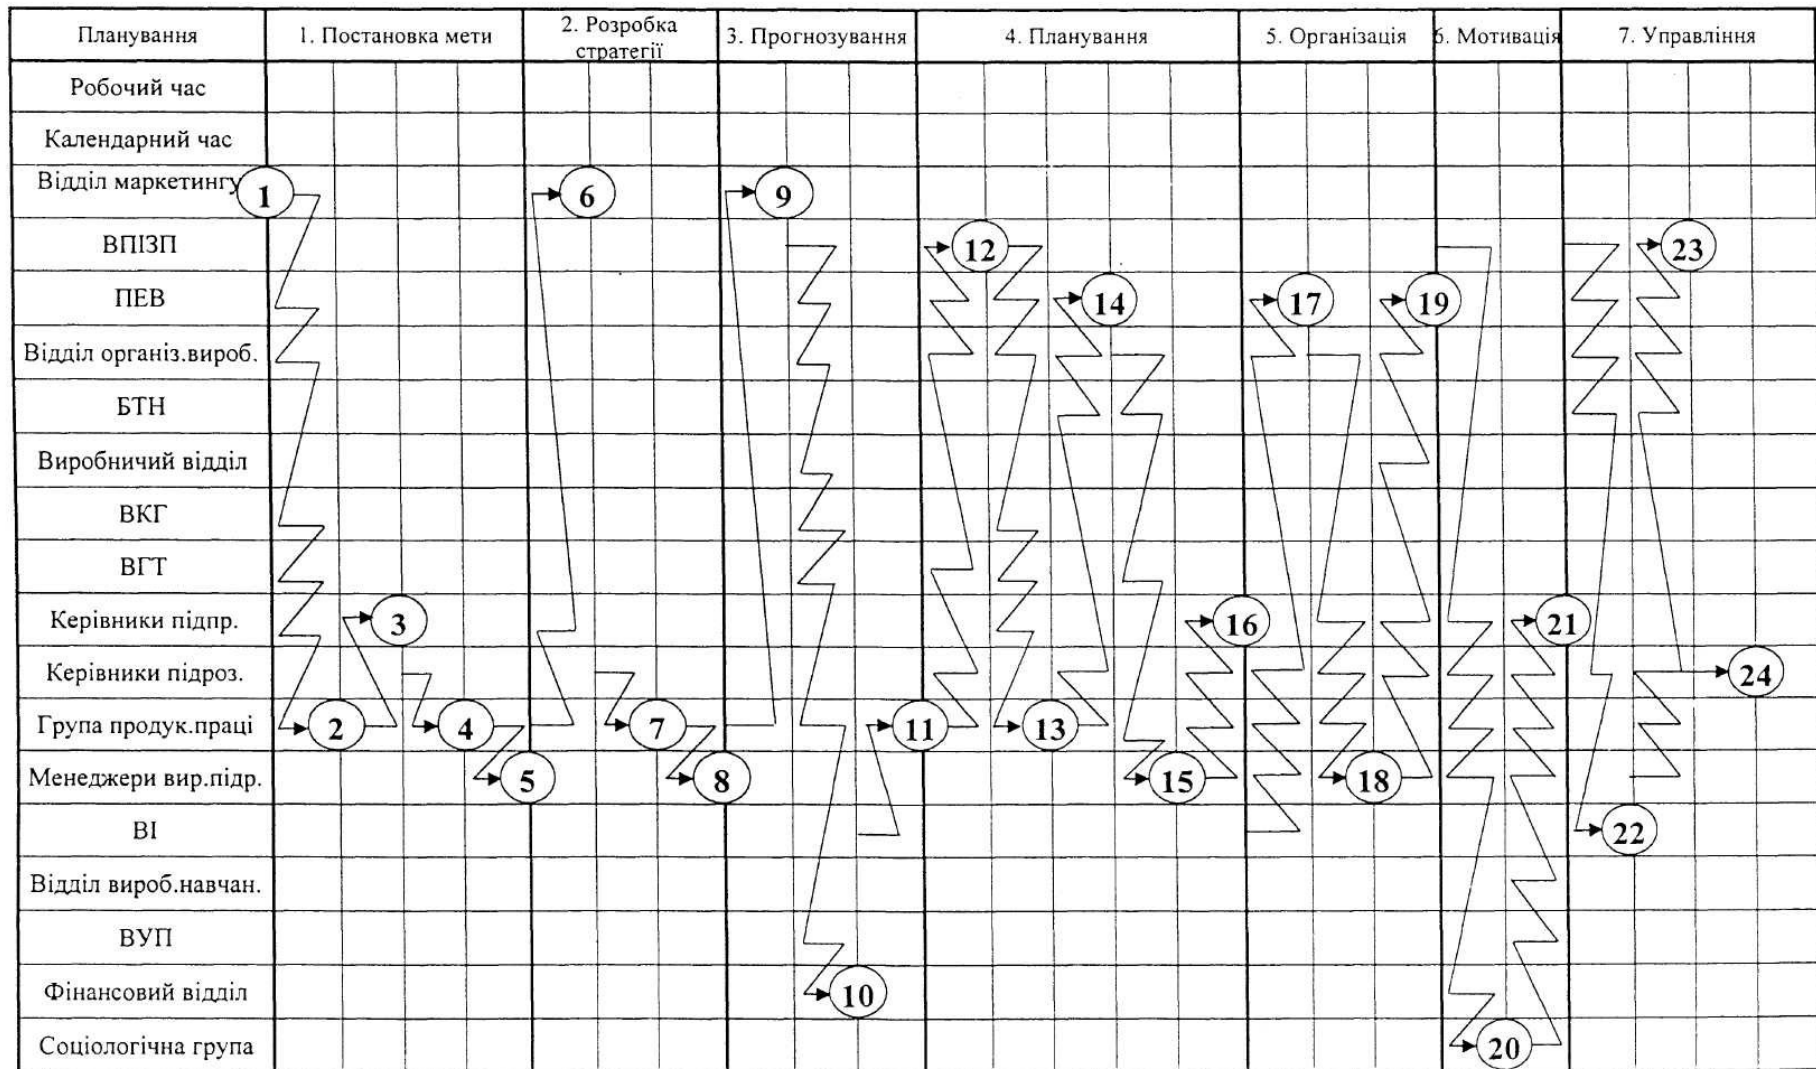 Планування
1. Постановка мети
2. Розробка
стратегії
3. Прогнозування
4. Планування
5. Організація
6. Мотивація
7. Управління
Робочий час
Календарний час
Відділ маркетингу
1
6
9
ВПІЗП
12
23
ПЕВ
14
17
19
Відділ організ.вироб.
БТН
Виробничий відділ
ВКГ
ВГТ
Керівники підпр.
3
16
21
Керівники підроз.
24
Група продук.праці
2
4
7
11
13
Менеджери вир.підр.
5
8
15
18
ВІ
22
Відділ вироб.навчан.
ВУП
Фінансовий відділ
10
Соціологічна група
20